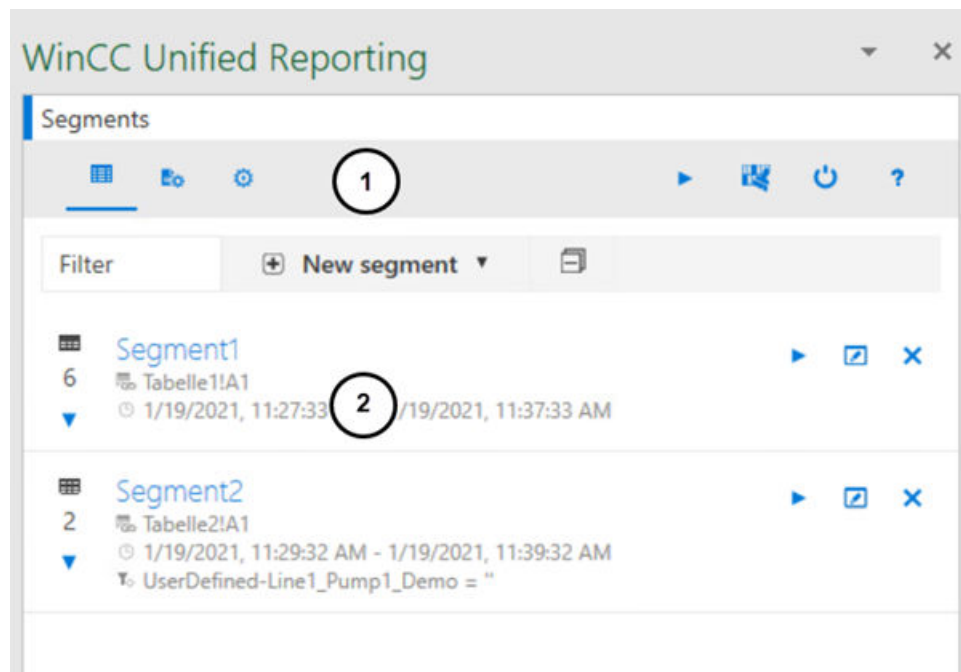 WinCC Unified Reporting
Segments
1
?
Filter
New segment
Segment1
6
Tabelle1!A1
1/19/2021, 11:27:33 /19/2021, 11:37:33 AM
2
Segment2
2
Tabelle2!A1
1/19/2021, 11:29:32 AM - 1/19/2021, 11:39:32 AM
UserDefined-Line1_Pump1_Demo = ''